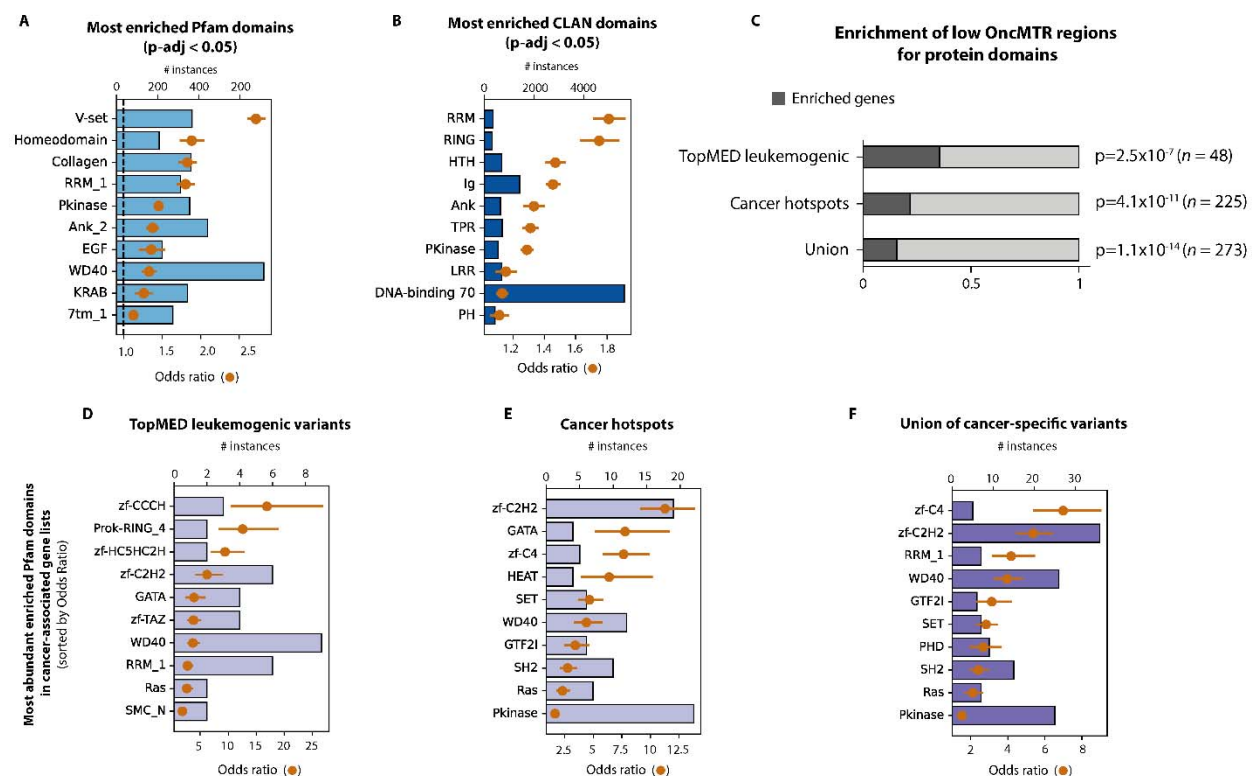 A
Most enriched Pfam domains
(p-adj < 0.05)
# instances
0 200 400 200
V-set
Homeodomain
Collagen
RRM_1
Pkinase
Ank_2
EGF
WD40
KRAB
7tm_1
1.0 1.5 2.0 2.5
Odds ratio ( )
B
Most enriched CLAN domains
(p-adj < 0.05)
# instances
0 2000 4000
RRM
RING
HTH
Ig
Ank
TPR
PKinase
LRR
DNA-binding 70
PH
1.2 1.4 1.6 1.8
Odds ratio ( )
C
Enrichment of low OncMTR regions
for protein domains
Enriched genes
TopMED leukemogenic
p=2.5x10⁻⁷ (n = 48)
Cancer hotspots
p=4.1x10⁻¹¹ (n = 225)
Union
p=1.1x10⁻¹⁴ (n = 273)
0 0.5 1
Most abundant enriched Pfam domains
in cancer-associated gene lists
(sorted by Odds Ratio)
D
TopMED leukemogenic variants
# instances
0 2 4 6 8
zf-CCCH
Prok-RING_4
zf-HC5HC2H
zf-C2H2
GATA
zf-TAZ
WD40
RRM_1
Ras
SMC_N
5 10 15 20 25
Odds ratio ( )
E
Cancer hotspots
# instances
0 5 10 15 20
zf-C2H2
GATA
zf-C4
HEAT
SET
WD40
GTF2I
SH2
Ras
Pkinase
2.5 5 7.5 10 12.5
Odds ratio ( )
F
Union of cancer-specific variants
# instances
0 10 20 30
zf-C4
zf-C2H2
RRM_1
WD40
GTF2I
SET
PHD
SH2
Ras
Pkinase
2 4 6 8
Odds ratio ( )